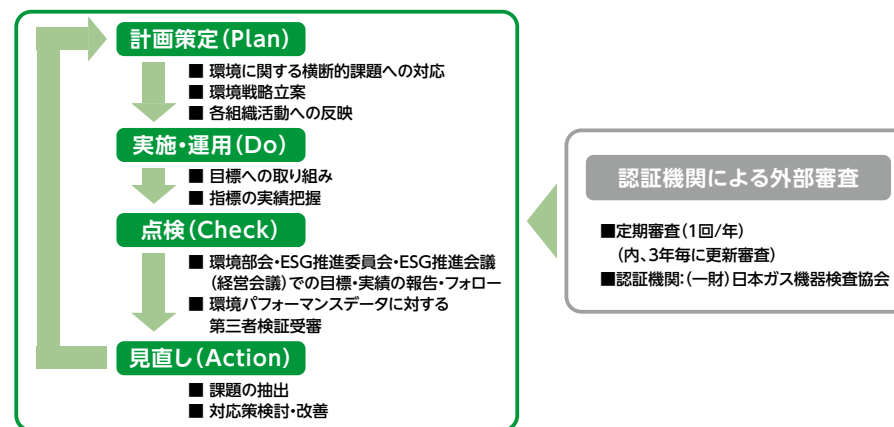 計画策定(Plan)
■ 環境に関する横断的課題への対応
■ 環境戦略立案
■ 各組織活動への反映
実施・運用(Do)
■ 目標への取り組み
■ 指標の実績把握
点検(Check)
■ 環境部会・ESG推進委員会・ESG推進会議
(経営会議)での目標・実績の報告・フォロー
■ 環境パフォーマンスデータに対する
第三者検証受審
見直し(Action)
■ 課題の抽出
■ 対応策検討・改善
認証機関による外部審査
■定期審査(1回/年)
(内、3年毎に更新審査)
■認証機関:(一財)日本ガス機器検査協会